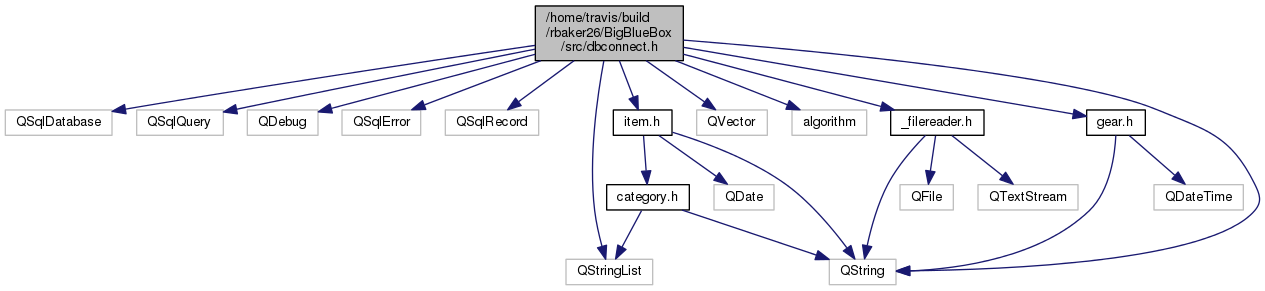 /home/travis/build
/rbaker26/BigBlueBox
/src/dbconnect.h
QSqlDatabase
QSqlQuery
QDebug
QSqlError
QSqlRecord
item.h
QVector
algorithm
_filereader.h
gear.h
category.h
QDate
QFile
QTextStream
QDateTime
QStringList
QString